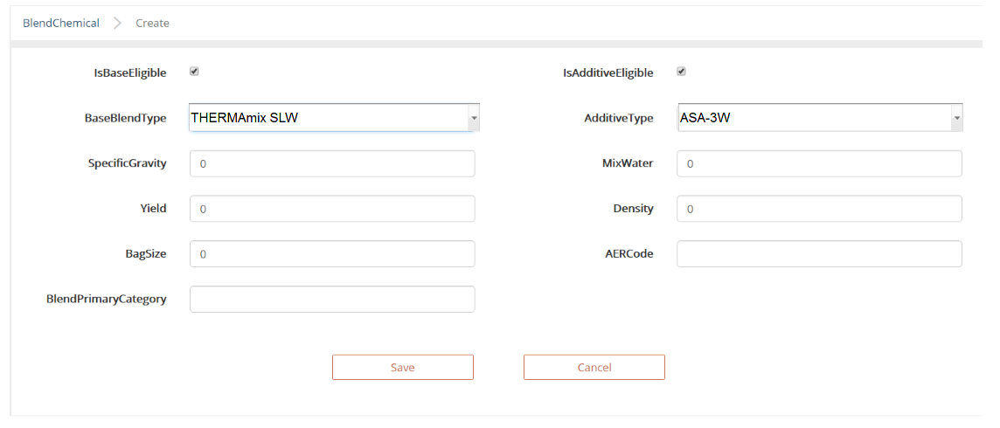 BlendChemical > Create
IsBaseEligible IsAdditiveEligible
BaseBlendType THERMAmix SLW AdditiveType ASA-3W
SpecificGravity 0 MixWater 0
Yield 0 Density 0
BagSize 0 AERCode
BlendPrimaryCategory
Save Cancel